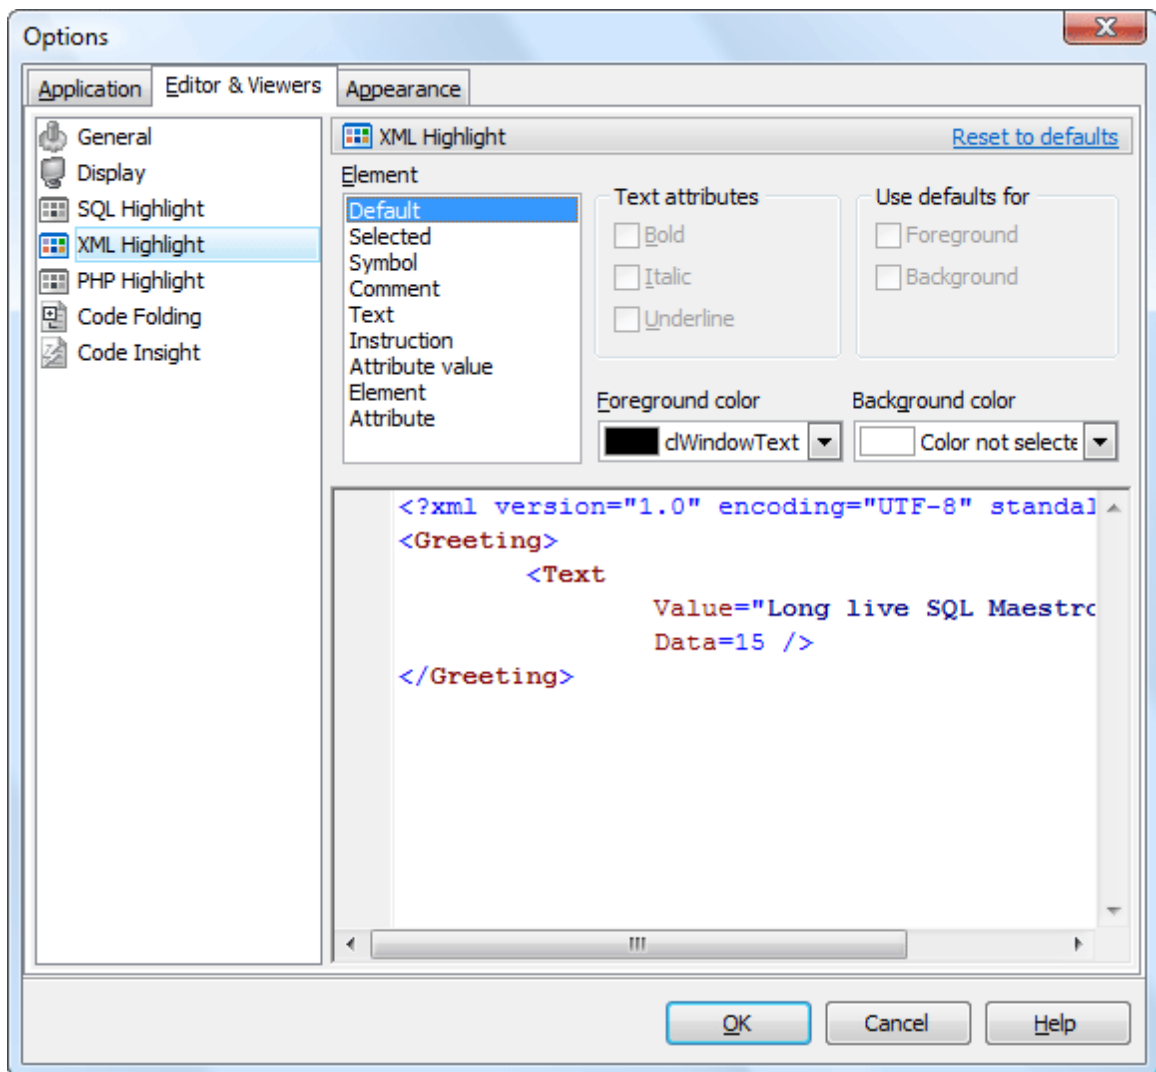 Options
Application
Editor & Viewers
Appearance
General
Display
SQL Highlight
XML Highlight
PHP Highlight
Code Folding
Code Insight
XML Highlight
Reset to defaults
Element
Default
Selected
Symbol
Comment
Text
Instruction
Attribute value
Element
Attribute
Text attributes
Bold
Italic
Underline
Use defaults for
Foreground
Background
Foreground color
clWindowText
Background color
Color not selecte
<?xml version="1.0" encoding="UTF-8" standal
<Greeting>
<Text
Value="Long live SQL Maestro
Data=15 />
</Greeting>
OK
Cancel
Help